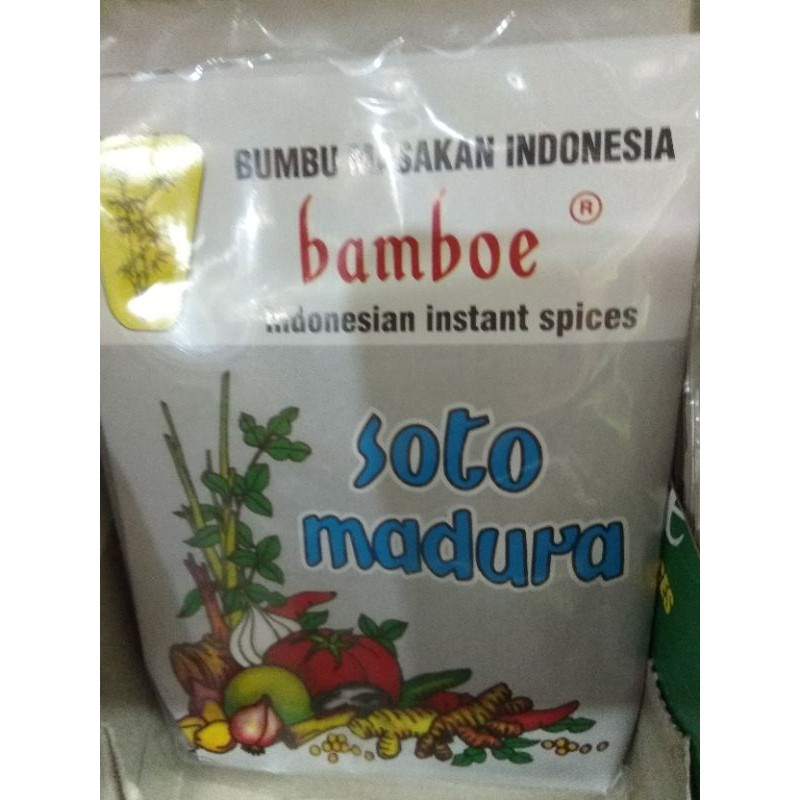 BUMBU MASAKAN INDONESIA
bamboe ®
Indonesian instant spices
soto
madura